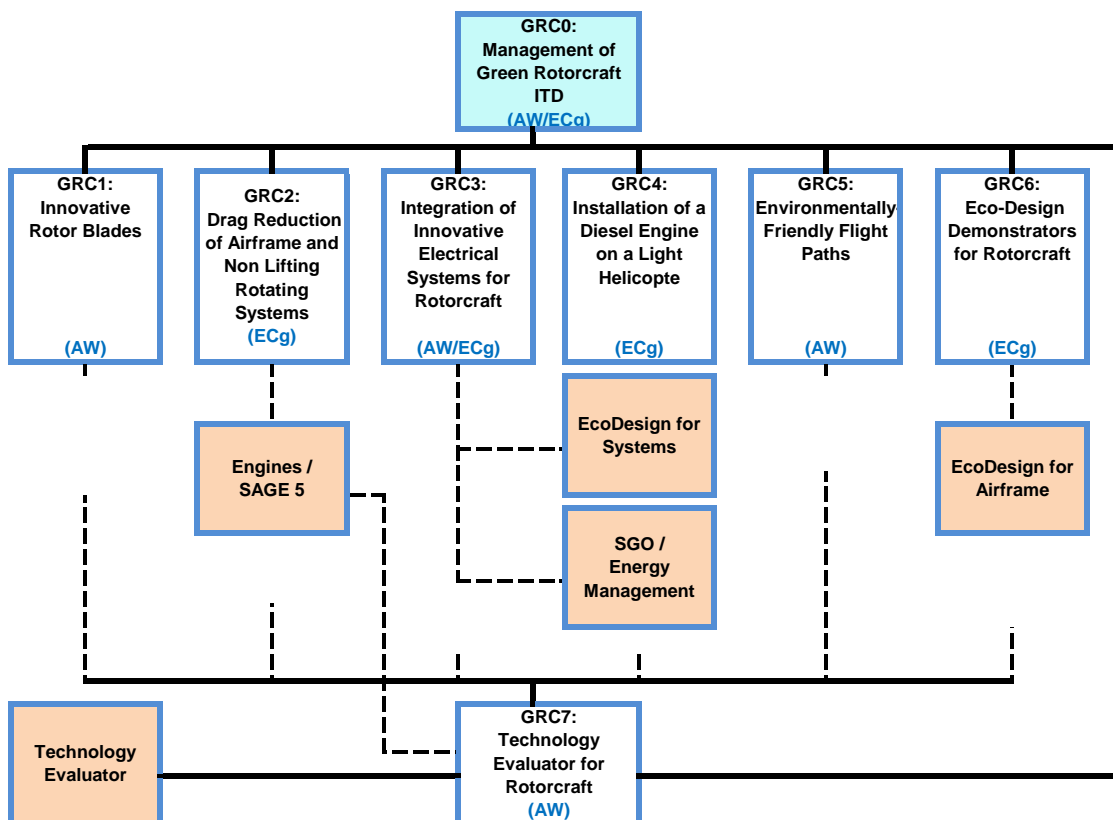 GRC0:
Management of
Green Rotorcraft
ITD
(AW/ECg)
GRC1:
Innovative
Rotor Blades
(AW)
GRC2:
Drag Reduction
of Airframe and
Non Lifting
Rotating
Systems
(ECg)
GRC3:
Integration of
Innovative
Electrical
Systems for
Rotorcraft
(AW/ECg)
GRC4:
Installation of a
Diesel Engine
on a Light
Helicopte
(ECg)
GRC5:
Environmentally-
Friendly Flight
Paths
(AW)
GRC6:
Eco-Design
Demonstrators
for Rotorcraft
(ECg)
Engines /
SAGE 5
EcoDesign for
Systems
SGO /
Energy
Management
EcoDesign for
Airframe
Technology
Evaluator
GRC7:
Technology
Evaluator for
Rotorcraft
(AW)